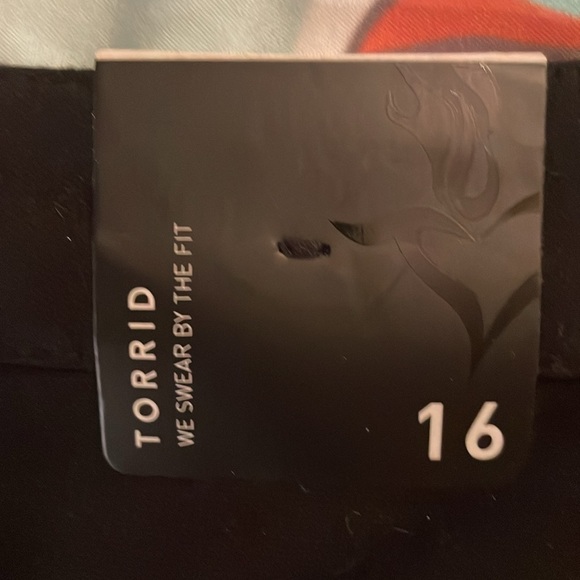 TORRID
WE SWEAR BY THE FIT
16